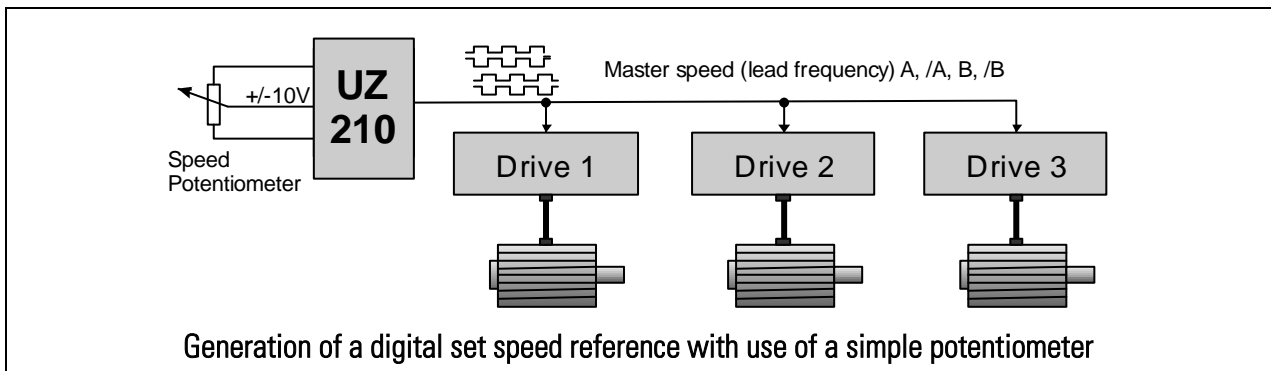 UZ
210
+/-10V
Speed
Potentiometer
Master speed (lead frequency) A, /A, B, /B
Drive 1
Drive 2
Drive 3
Generation of a digital set speed reference with use of a simple potentiometer